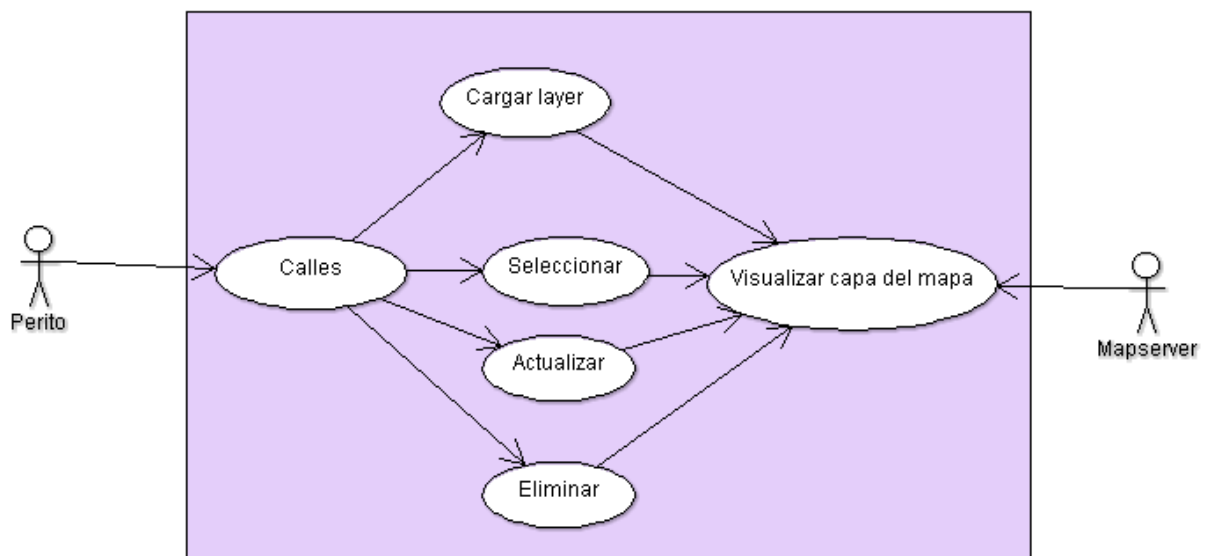 Cargar layer
Calles
Seleccionar
Visualizar capa del mapa
Perito
Mapserver
Actualizar
Eliminar